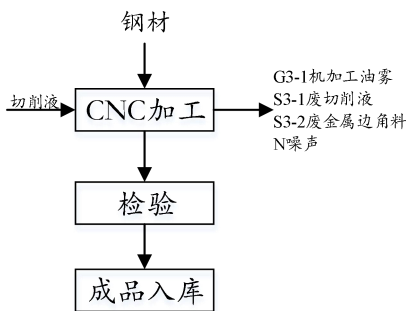 钢材
切削液
CNC加工
G3-1机加工油雾
S3-1废切削液
S3-2废金属边角料
N噪声
检验
成品入库